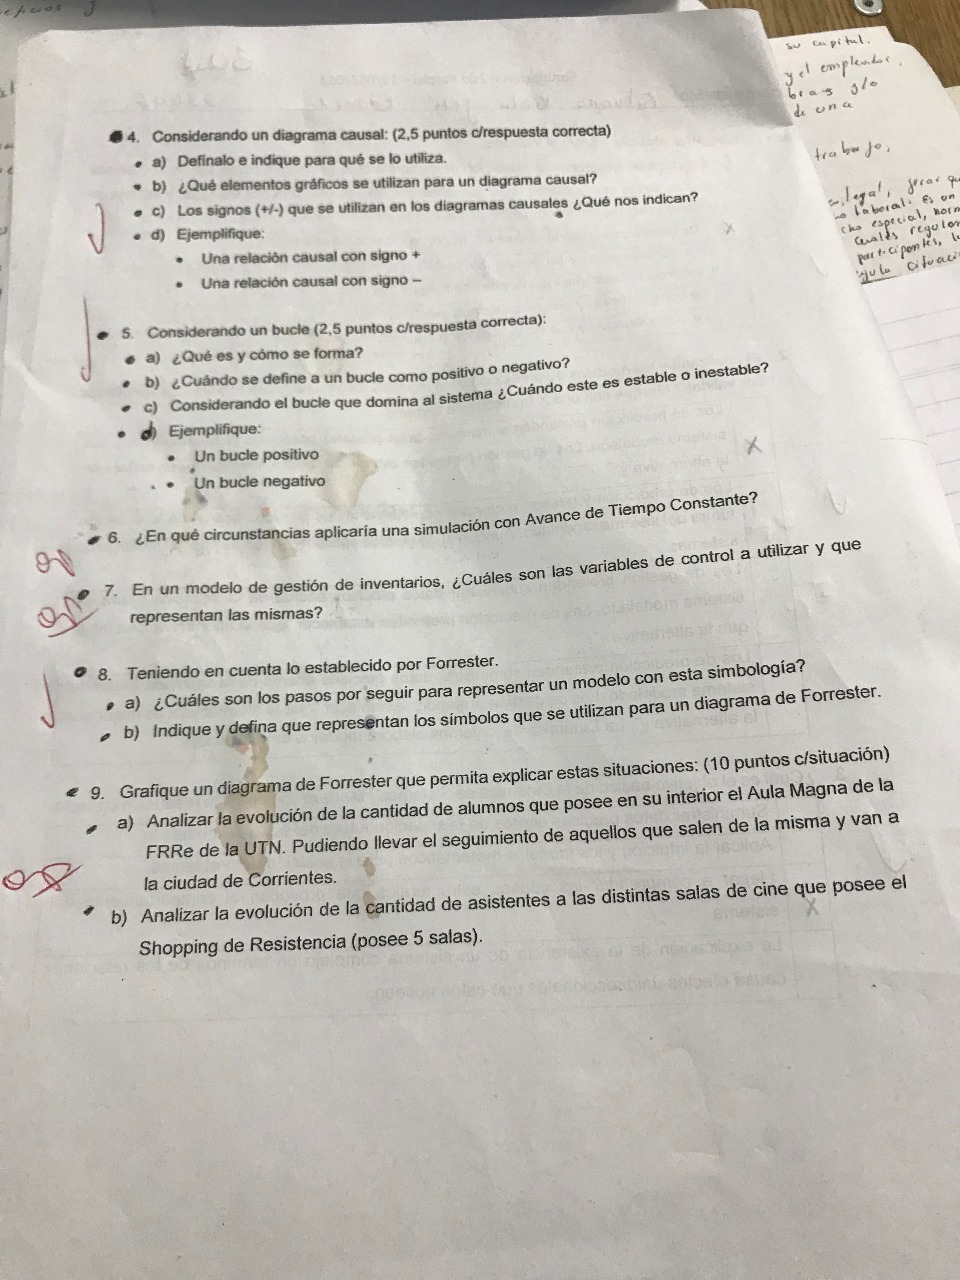 su capital.
y el empleador.
de una
trabajo,
4. Considerando un diagrama causal: (2,5 puntos c/respuesta correcta)
a) Defínalo e indique para qué se lo utiliza.
b) ¿Qué elementos gráficos se utilizan para un diagrama causal?
c) Los signos (+/-) que se utilizan en los diagramas causales ¿Qué nos indican?
d) Ejemplifique:
• Una relación causal con signo +
• Una relación causal con signo –
laboral: es un
especial,
participantes,
5. Considerando un bucle (2,5 puntos c/respuesta correcta):
a) ¿Qué es y cómo se forma?
b) ¿Cuándo se define a un bucle como positivo o negativo?
c) Considerando el bucle que domina al sistema ¿Cuándo este es estable o inestable?
d) Ejemplifique:
• Un bucle positivo
• Un bucle negativo
6. ¿En qué circunstancias aplicaría una simulación con Avance de Tiempo Constante?
7. En un modelo de gestión de inventarios, ¿Cuáles son las variables de control a utilizar y que
representan las mismas?
8. Teniendo en cuenta lo establecido por Forrester.
a) ¿Cuáles son los pasos por seguir para representar un modelo con esta simbología?
b) Indique y defina que representan los símbolos que se utilizan para un diagrama de Forrester.
9. Grafique un diagrama de Forrester que permita explicar estas situaciones: (10 puntos c/situación)
a) Analizar la evolución de la cantidad de alumnos que posee en su interior el Aula Magna de la
FRRe de la UTN. Pudiendo llevar el seguimiento de aquellos que salen de la misma y van a
la ciudad de Corrientes.
b) Analizar la evolución de la cantidad de asistentes a las distintas salas de cine que posee el
Shopping de Resistencia (posee 5 salas).